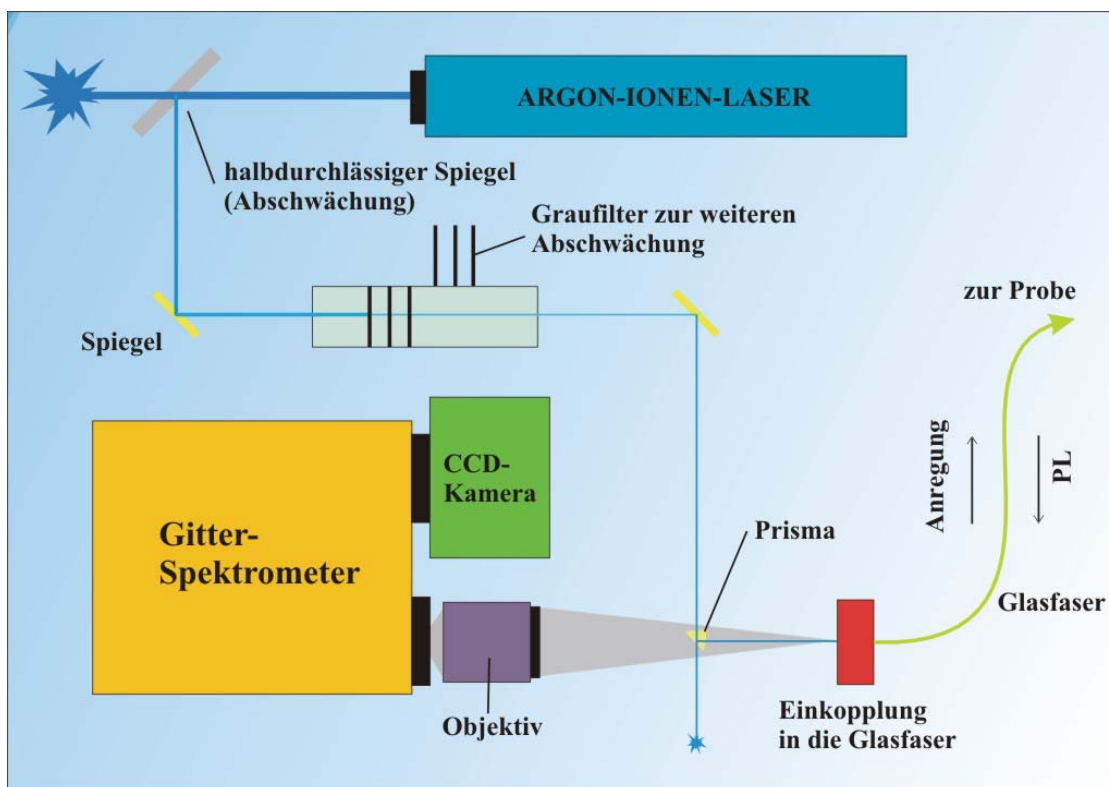 ARGON-IONEN-LASER
halbdurchlässiger Spiegel
(Abschwächung)
Graufilter zur weiteren
Abschwächung
zur Probe
Spiegel
CCD-
Kamera
Anregung
PL
Gitter-
Spektrometer
Prisma
Glasfaser
Objektiv
Einkopplung
in die Glasfaser